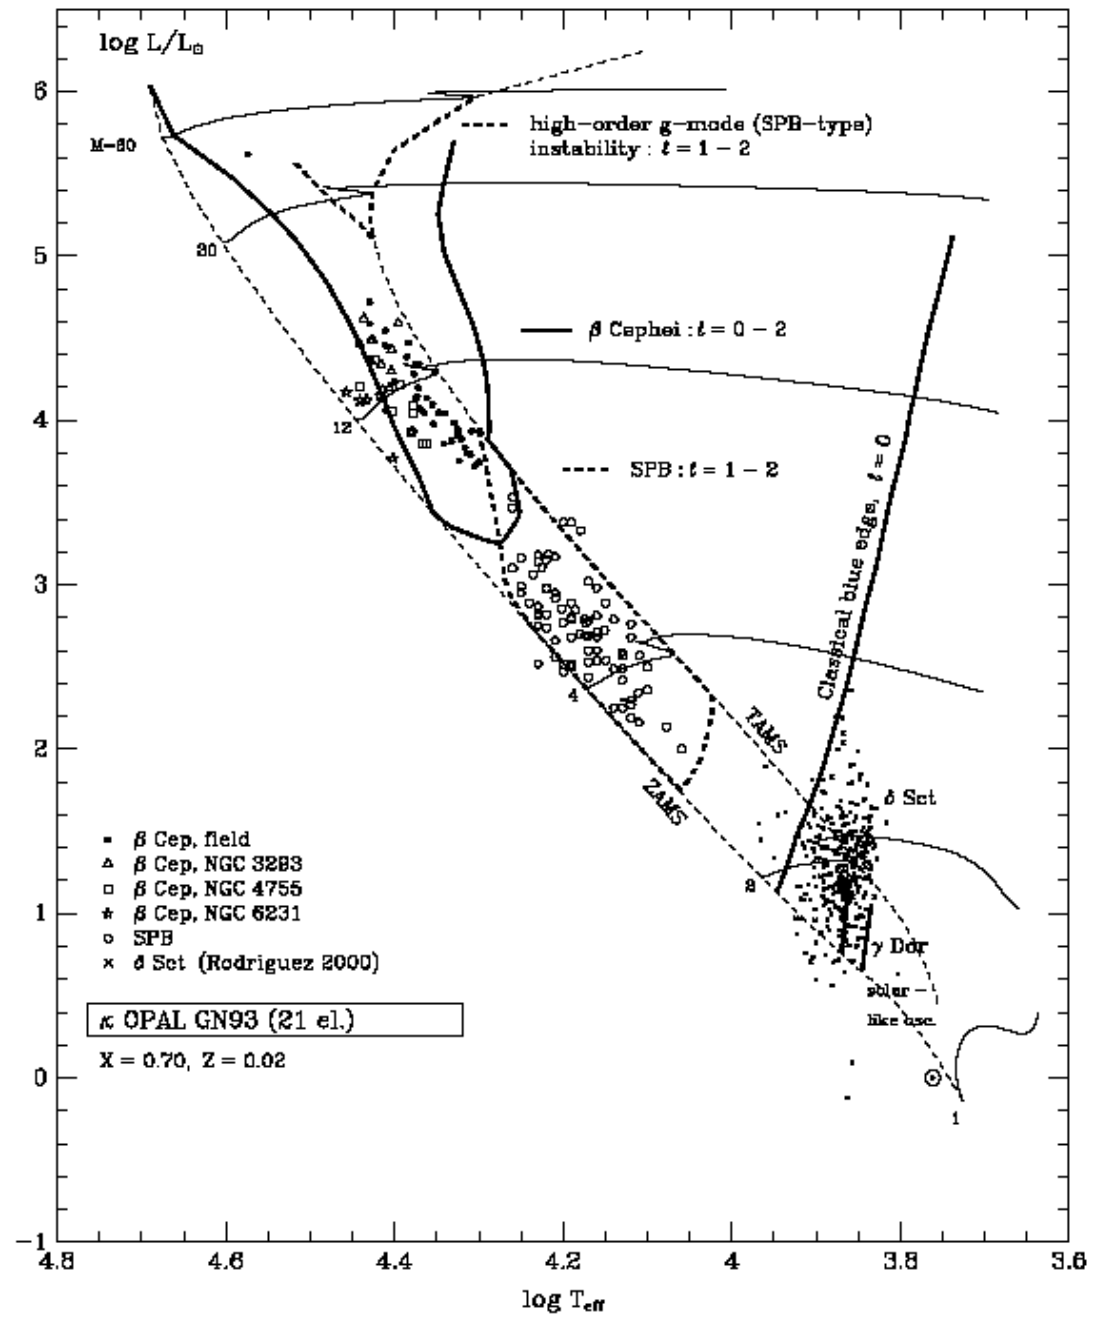 log L/L⊙
6
M-60
high-order g-mode (SPB-type)
instability : ℓ = 1 - 2
30
5
β Cephei : ℓ = 0 - 2
4
12
SPB : ℓ = 1 - 2
Classical blue edge, ℓ = 0
3
4
TAMS
2
ZAMS
δ Sct
β Cep, field
β Cep, NGC 3293
β Cep, NGC 4755
β Cep, NGC 6231
SPB
δ Sct (Rodriguez 2000)
2
1
γ Dor
solar-
like osc.
κ OPAL GN93 (21 el.)
X = 0.70, Z = 0.02
0
1
-1
4.8 4.6 4.4 4.2 4 3.8 3.6
log Teff